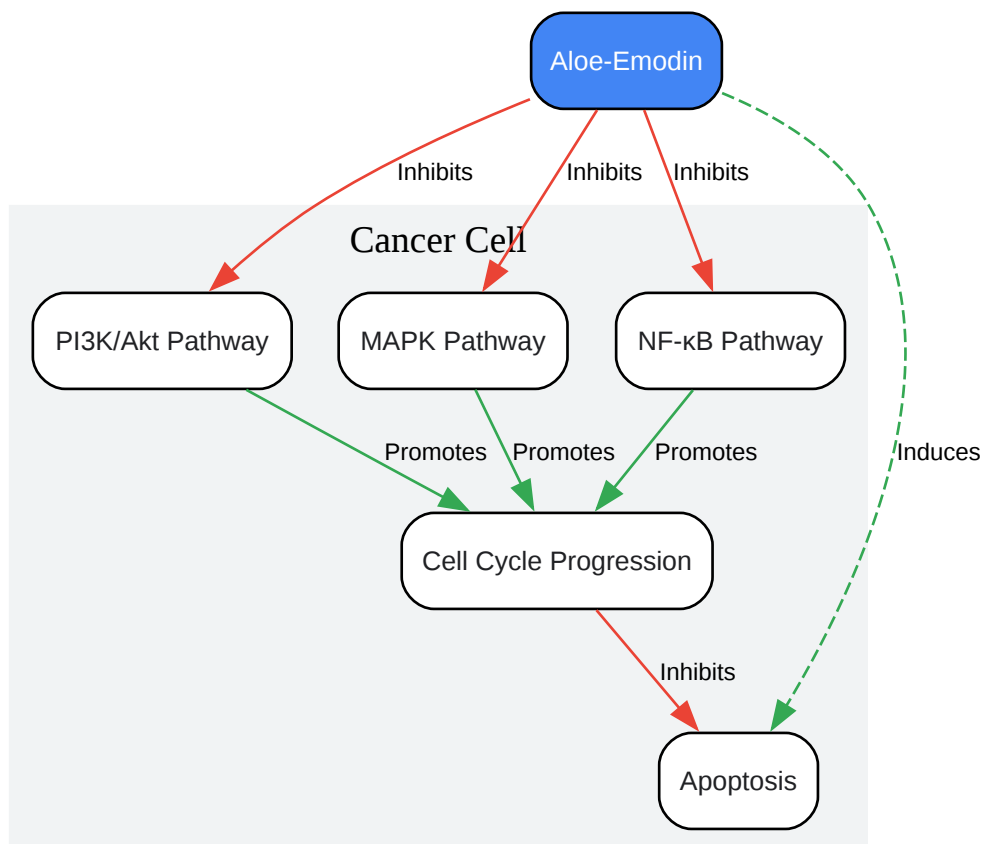 Aloe-Emodin
Inhibits
Inhibits
Inhibits
Cancer Cell
PI3K/Akt Pathway
MAPK Pathway
NF-κB Pathway
Promotes
Promotes
Promotes
Induces
Cell Cycle Progression
Inhibits
Apoptosis